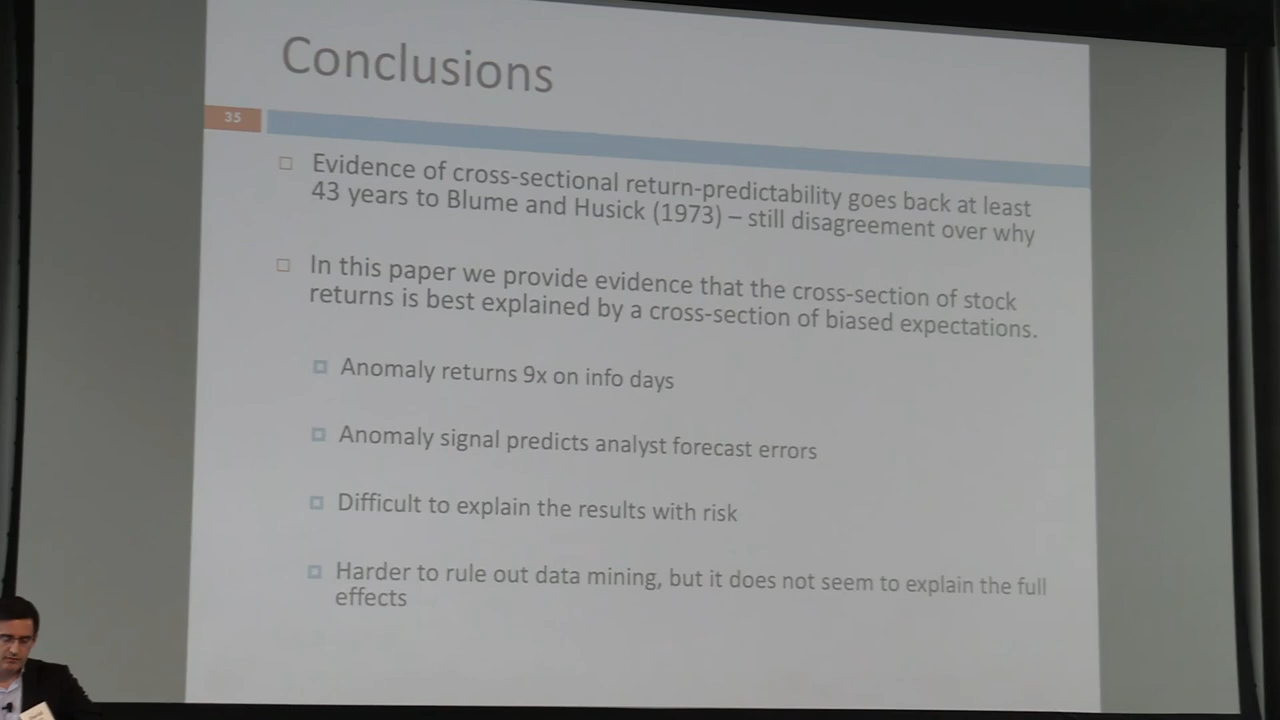 Conclusions
35
Evidence of cross-sectional return-predictability goes back at least
43 years to Blume and Husick (1973) – still disagreement over why
In this paper we provide evidence that the cross-section of stock
returns is best explained by a cross-section of biased expectations.
Anomaly returns 9x on info days
Anomaly signal predicts analyst forecast errors
Difficult to explain the results with risk
Harder to rule out data mining, but it does not seem to explain the full
effects